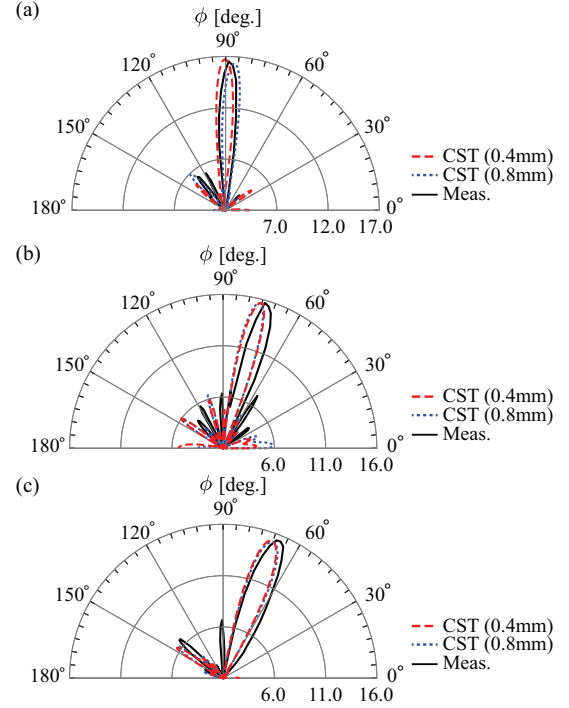 (a)
ϕ [deg.]
90°
120° 60°
150° 30°
180° 0°
7.0 12.0 17.0
CST (0.4mm)
CST (0.8mm)
Meas.
(b)
ϕ [deg.]
90°
120° 60°
150° 30°
180° 0°
6.0 11.0 16.0
CST (0.4mm)
CST (0.8mm)
Meas.
(c)
ϕ [deg.]
90°
120° 60°
150° 30°
180° 0°
6.0 11.0 16.0
CST (0.4mm)
CST (0.8mm)
Meas.